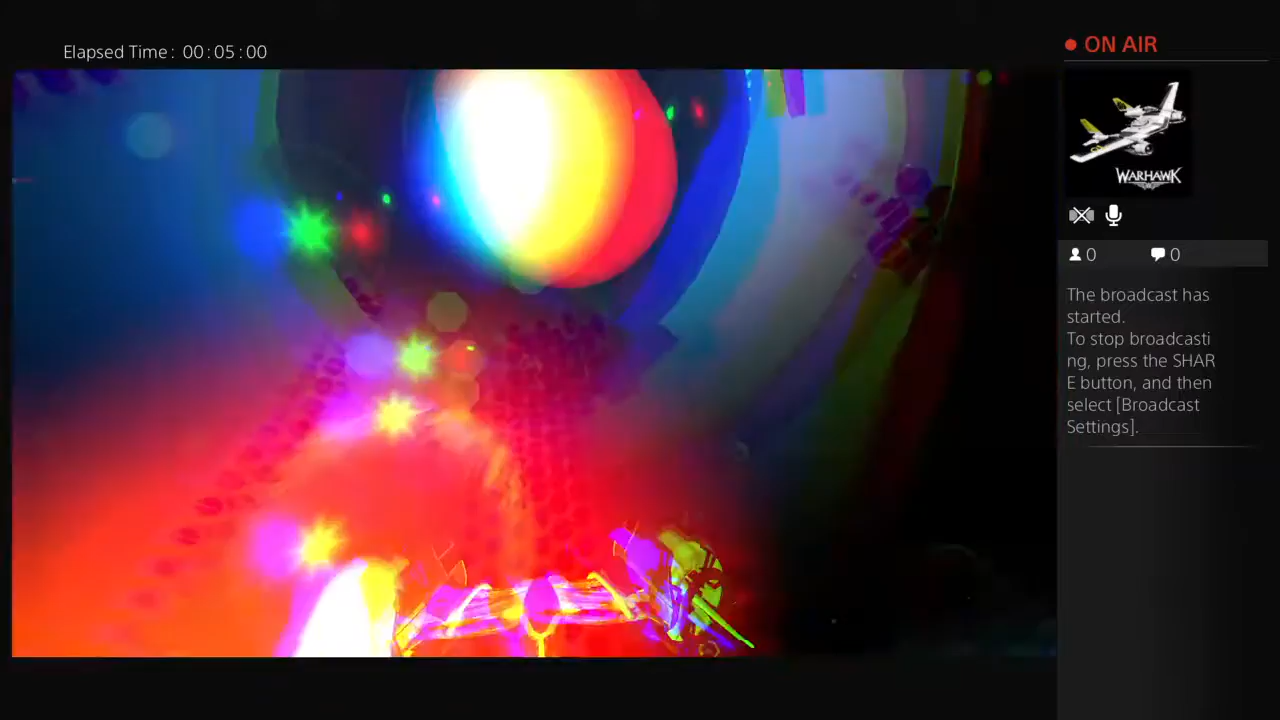 Elapsed Time: 00:05:00
ON AIR
WARHAWK
0
0
The broadcast has
started.
To stop broadcasti
ng, press the SHAR
E button, and then
select [Broadcast
Settings].